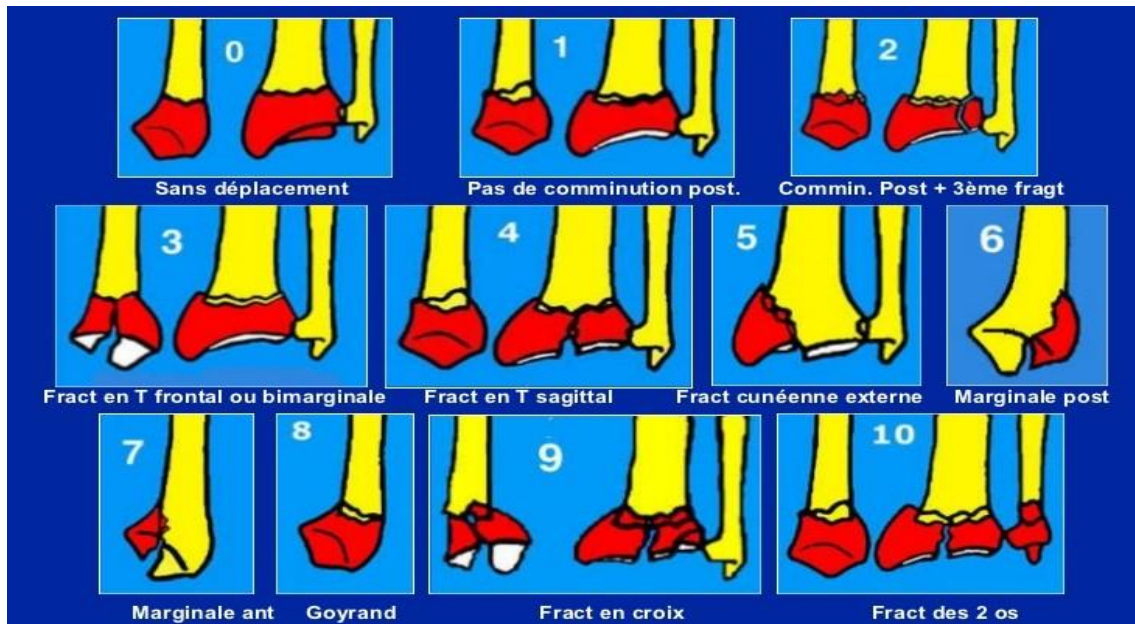 0
1
2
Sans déplacement
Pas de comminution post.
Commin. Post + 3ème fragt
3
4
5
6
Fract en T frontal ou bimarginale
Fract en T sagittal
Fract cunéenne externe
Marginale post
7
8
9
10
Marginale ant
Goyrand
Fract en croix
Fract des 2 os